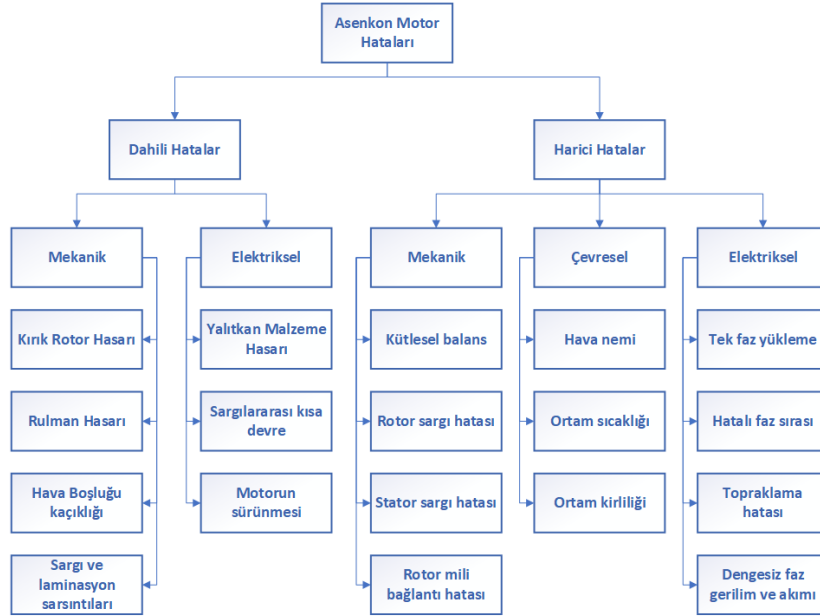 Asenkon Motor
Hataları
Dahili Hatalar
Harici Hatalar
Mekanik
Elektriksel
Mekanik
Çevresel
Elektriksel
Kırık Rotor Hasarı
Yalıtkan Malzeme
Hasarı
Kütlesel balans
Hava nemi
Tek faz yükleme
Rulman Hasarı
Sargılararası kısa
devre
Rotor sargı hatası
Ortam sıcaklığı
Hatalı faz sırası
Hava Boşluğu
kaçıklığı
Motorun
sürünmesi
Stator sargı hatası
Ortam kirliliği
Topraklama
hatası
Sargı ve
laminasyon
sarsıntıları
Rotor mili
bağlantı hatası
Dengesiz faz
gerilim ve akımı